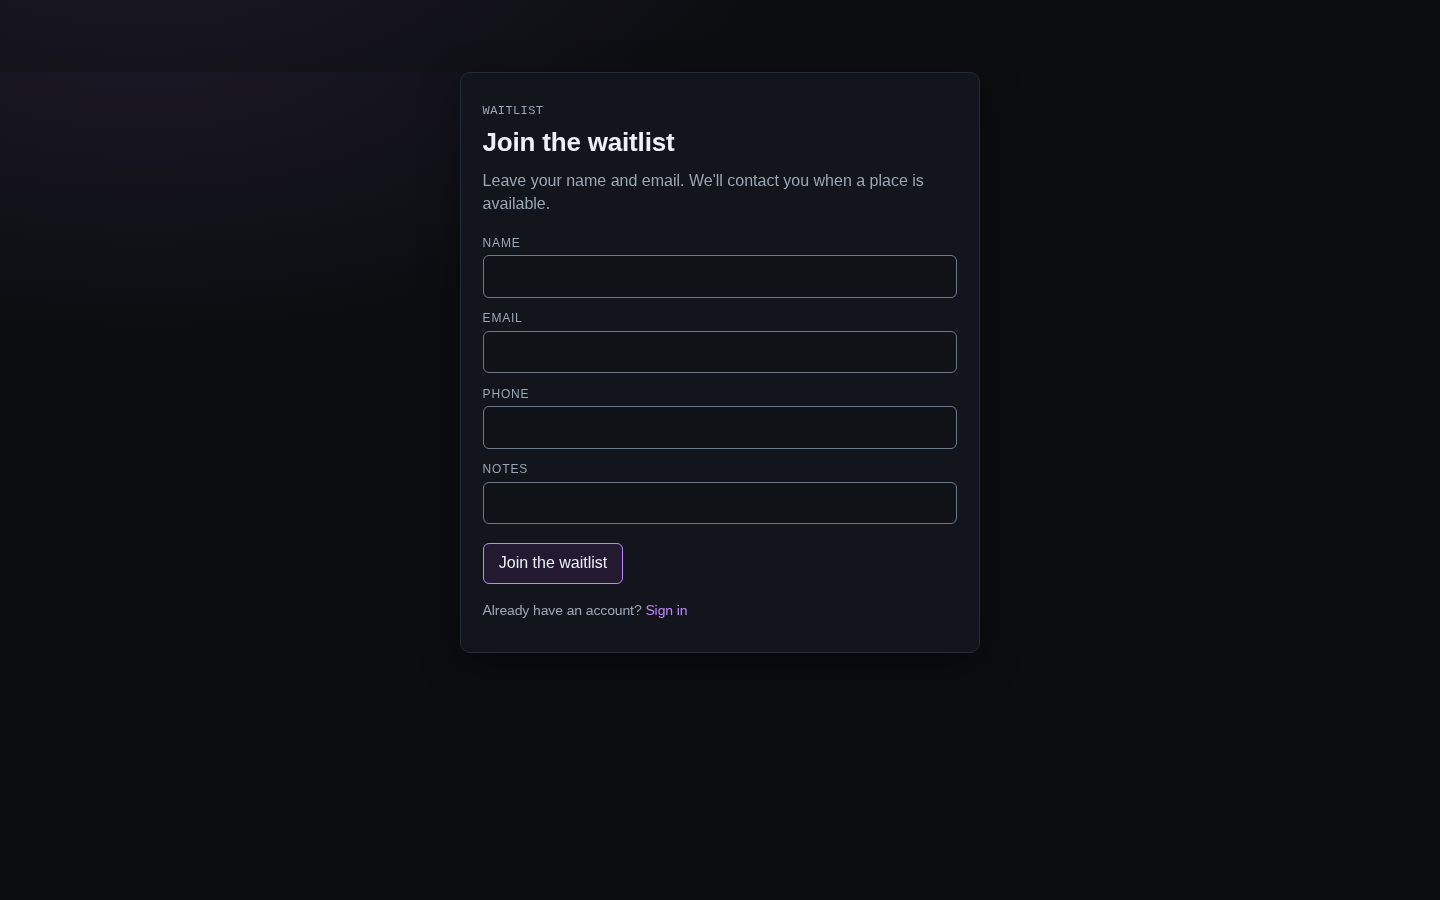 WAITLIST
Join the waitlist
Leave your name and email. We'll contact you when a place is
available.
NAME
EMAIL
PHONE
NOTES
Join the waitlist
Already have an account? Sign in